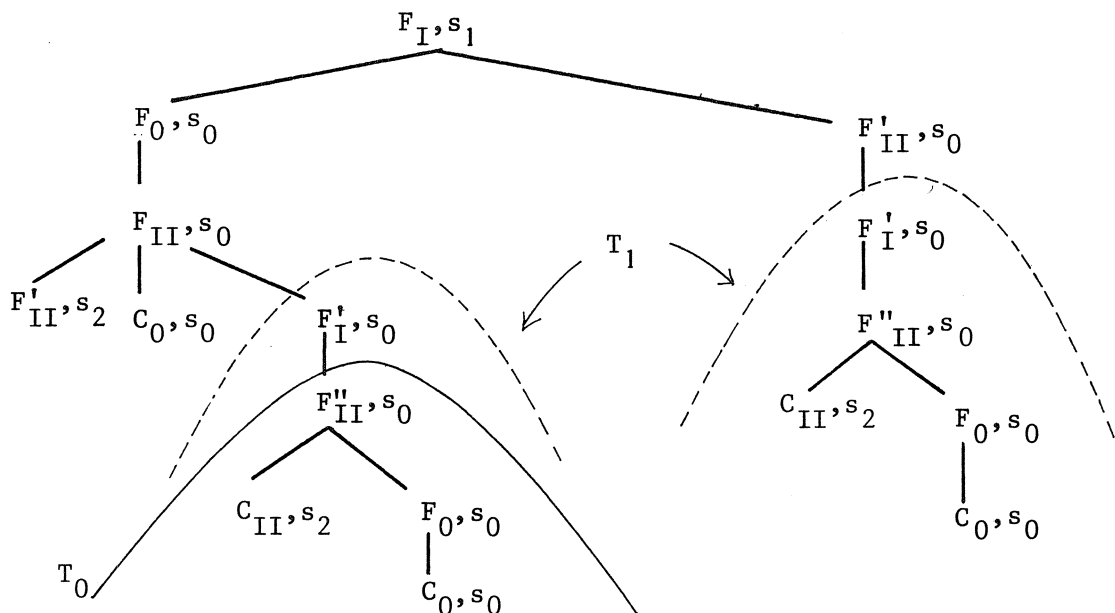 F_I,s_1
F_0,s_0
F'_II,s_0
F_II,s_0
T_1
F'_I,s_0
F'_II,s_2
C_0,s_0
F'_I,s_0
F"_II,s_0
F"_II,s_0
C_II,s_2
F_0,s_0
C_II,s_2
F_0,s_0
C_0,s_0
T_0
C_0,s_0